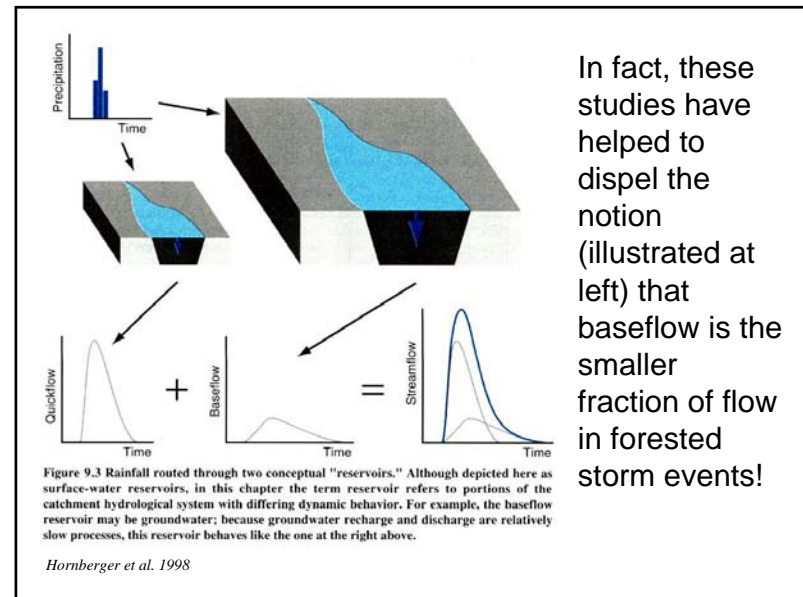 Precipitation
Time
In fact, these
studies have
helped to
dispel the
notion
(illustrated at
left) that
baseflow is the
smaller
fraction of flow
in forested
storm events!
Quickflow
Time
+
Baseflow
Time
=
Streamflow
Time
Figure 9.3 Rainfall routed through two conceptual "reservoirs." Although depicted here as
surface-water reservoirs, in this chapter the term reservoir refers to portions of the
catchment hydrological system with differing dynamic behavior. For example, the baseflow
reservoir may be groundwater; because groundwater recharge and discharge are relatively
slow processes, this reservoir behaves like the one at the right above.
Hornberger et al. 1998